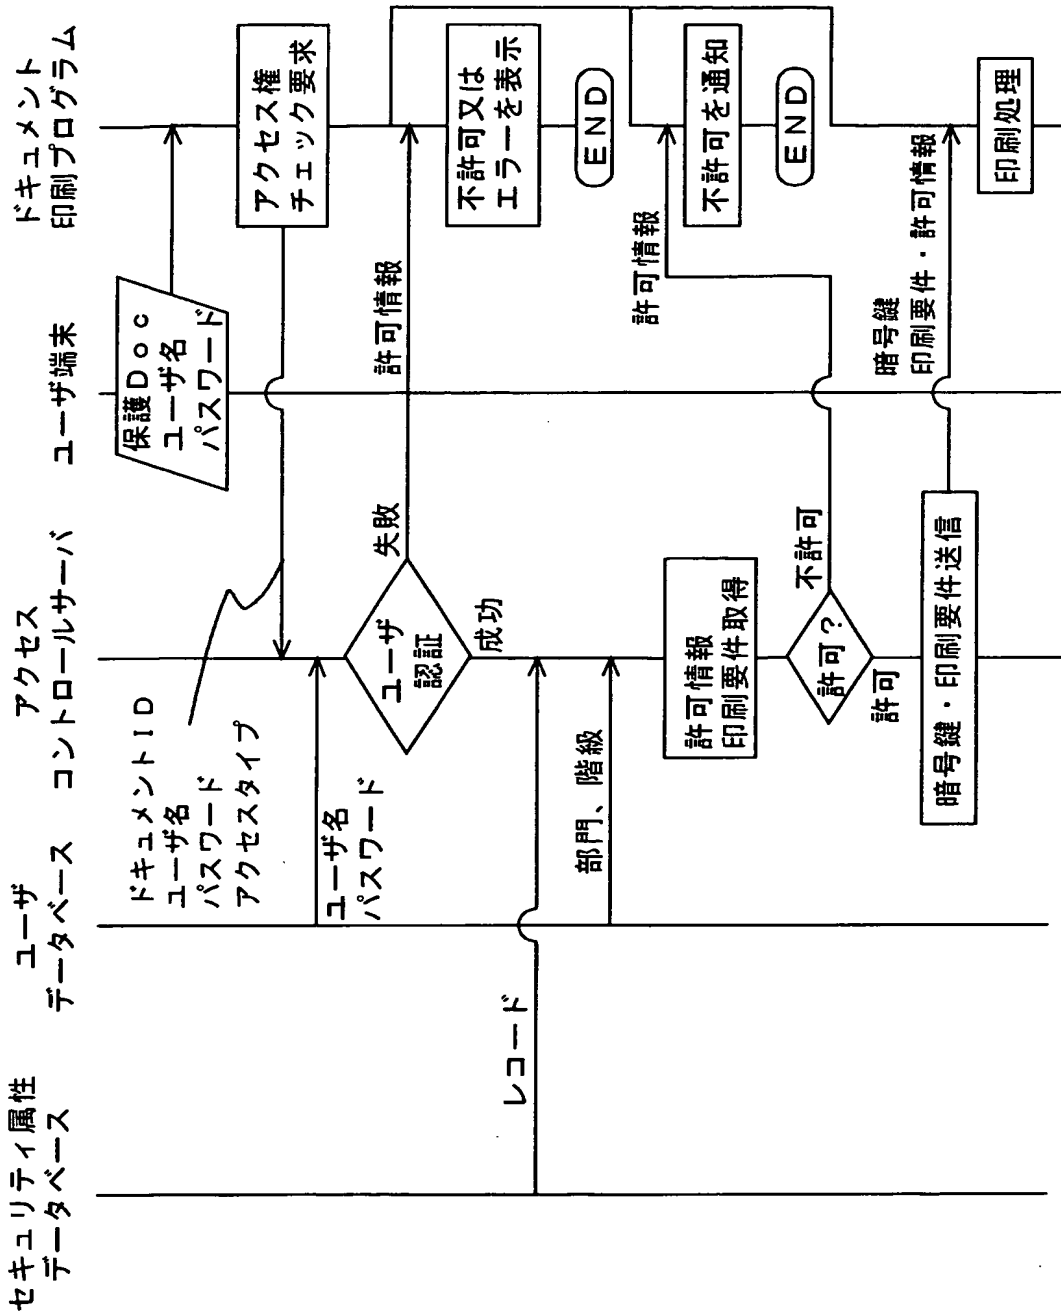 セキュリティ属性
データベース
ユーザ
データベース
アクセス
コントロールサーバ
ユーザ端末
ドキュメント
印刷プログラム
保護Doc
ユーザ名
パスワード
アクセス権
チェック要求
ドキュメントID
ユーザ名
パスワード
アクセスタイプ
ユーザ名
パスワード
ユーザ
認証
失敗
許可情報
成功
不許可又は
エラーを表示
END
レコード
部門、階級
許可情報
印刷要件取得
許可?
不許可
許可情報
不許可を通知
END
許可
暗号鍵・印刷要件送信
暗号鍵
印刷要件・許可情報
印刷処理